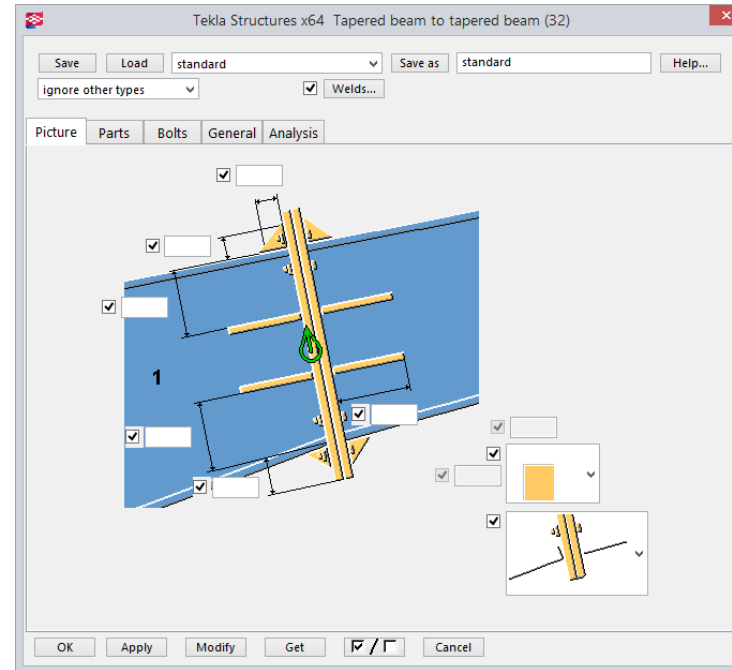 Tekla Structures x64 Tapered beam to tapered beam (32)
Save Load standard Save as standard Help...
ignore other types Welds...
Picture Parts Bolts General Analysis
1
OK Apply Modify Get / Cancel